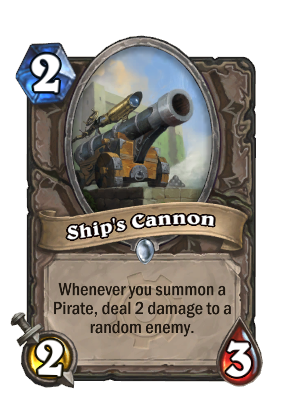 2
Ship's Cannon
Whenever you summon a
Pirate, deal 2 damage to a
random enemy.
2
3